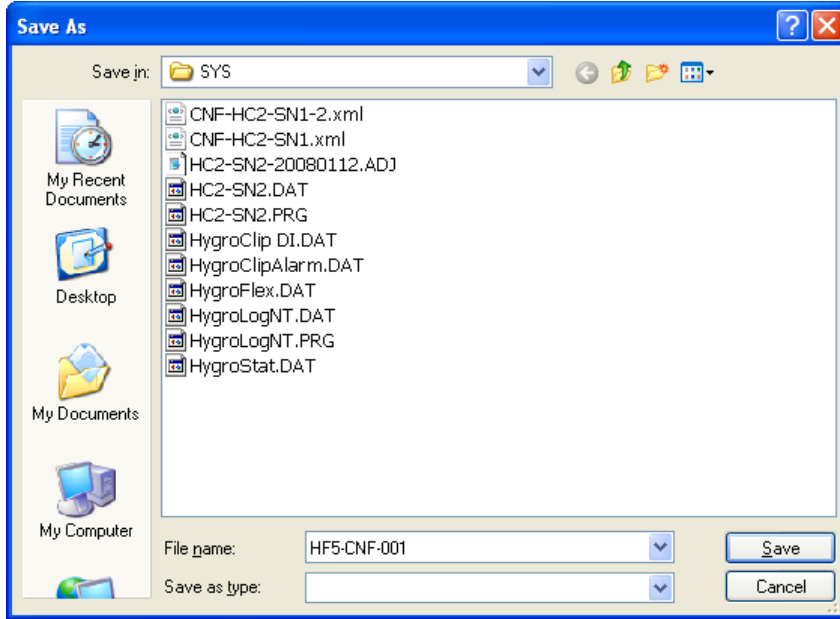 Save As
Save in: SYS
CNF-HC2-SN1-2.xml
CNF-HC2-SN1.xml
HC2-SN2-20080112.ADJ
HC2-SN2.DAT
HC2-SN2.PRG
HygroClip DI.DAT
HygroClipAlarm.DAT
HygroFlex.DAT
HygroLogNT.DAT
HygroLogNT.PRG
HygroStat.DAT
My Recent
Documents
Desktop
My Documents
My Computer
File name: HF5-CNF-001 Save
Save as type: Cancel